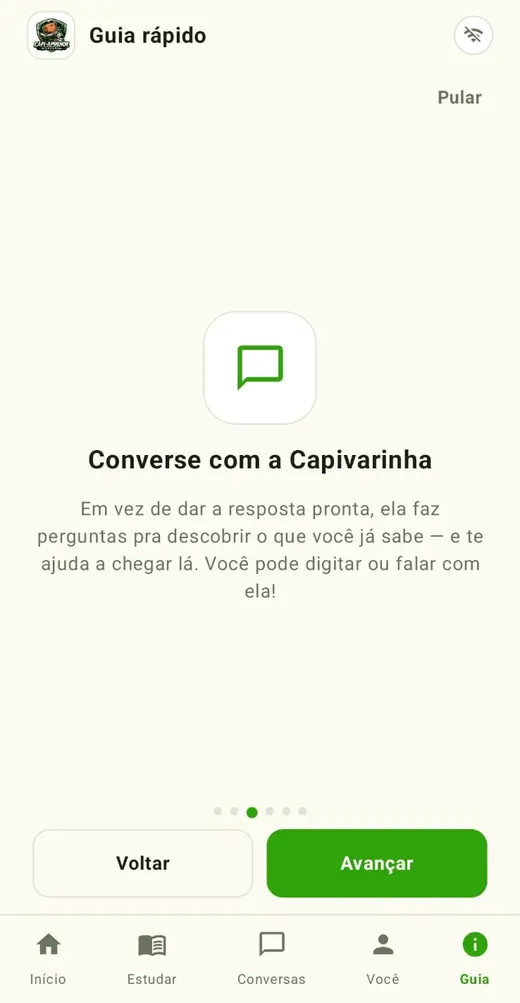 Guia rápido
Pular
Converse com a Capivarinha
Em vez de dar a resposta pronta, ela faz
perguntas pra descobrir o que você já sabe — e te
ajuda a chegar lá. Você pode digitar ou falar com
ela!
Voltar
Avançar
Início
Estudar
Conversas
Você
Guia